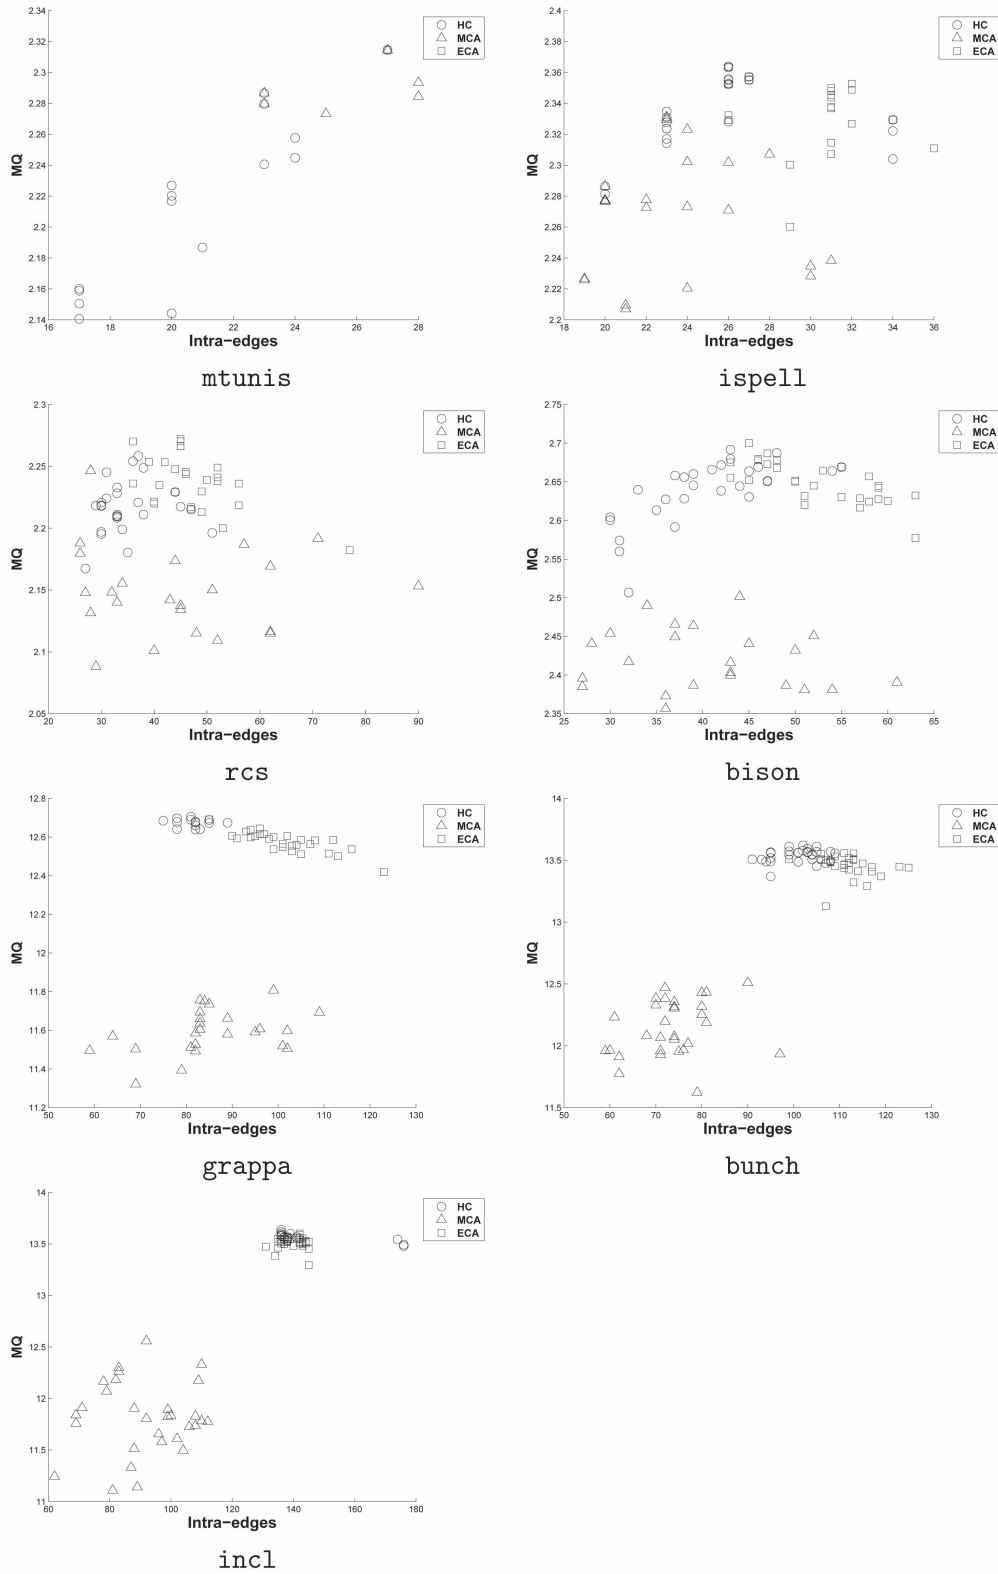 2.34
2.32
2.3
2.28
2.26
2.24
2.22
2.2
2.18
2.16
2.14
16 18 20 22 24 26 28
MQ
Intra-edges
HC
MCA
ECA
mtunis
2.4
2.38
2.36
2.34
2.32
2.3
2.28
2.26
2.24
2.22
2.2
18 20 22 24 26 28 30 32 34 36
MQ
Intra-edges
HC
MCA
ECA
ispell
2.3
2.25
2.2
2.15
2.1
2.05
20 30 40 50 60 70 80 90
MQ
Intra-edges
HC
MCA
ECA
rcs
2.75
2.7
2.65
2.6
2.55
2.5
2.45
2.4
2.35
25 30 35 40 45 50 55 60 65
MQ
Intra-edges
HC
MCA
ECA
bison
12.8
12.6
12.4
12.2
12
11.8
11.6
11.4
11.2
50 60 70 80 90 100 110 120 130
MQ
Intra-edges
HC
MCA
ECA
grappa
14
13.5
13
12.5
12
11.5
50 60 70 80 90 100 110 120 130
MQ
Intra-edges
HC
MCA
ECA
bunch
14
13.5
13
12.5
12
11.5
11
60 80 100 120 140 160 180
MQ
Intra-edges
HC
MCA
ECA
incl